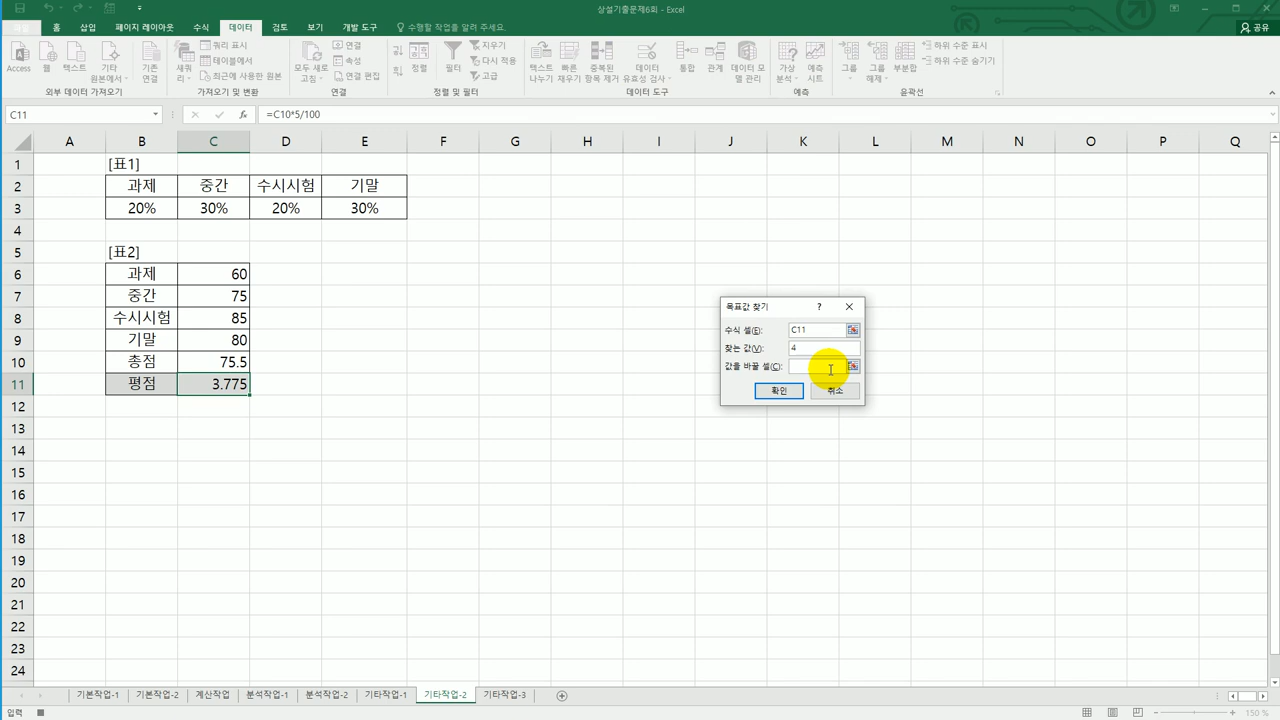 상설기출문제6회 - Excel
파일 홈 삽입 페이지 레이아웃 수식 데이터 검토 보기 개발 도구 수행할 작업을 알려 주세요. 공유
Access 웹 텍스트 기타 원본에서 기존 연결 새 쿼리 쿼리 표시 테이블에서 최근에 사용한 원본 모두 새로 고침 연결 속성 연결 편집 정렬 필터 지우기 다시 적용 고급 텍스트 나누기 빠른 채우기 중복된 항목 제거 데이터 유효성 검사 통합 관계 데이터 모델 관리 가상 분석 예측 시트 그룹 그룹 해제 부분합 하위 수준 표시 하위 수준 숨기기
외부 데이터 가져오기 가져오기 및 변환 연결 정렬 및 필터 데이터 도구 예측 윤곽선
C11 fx =C10*5/100
A B C D E F G H I J K L M N O P Q
1 [표1]
2 과제 중간 수시시험 기말
3 20% 30% 20% 30%
4
5 [표2]
6 과제 60
7 중간 75
8 수시시험 85
9 기말 80
10 총점 75.5
11 평점 3.775
12
13
14
15
16
17
18
19
20
21
22
23
24
목표값 찾기 ? ×
수식 셀(E): C11
찾는 값(V): 4
값을 바꿀 셀(C):
확인 취소
기본작업-1 기본작업-2 계산작업 분석작업-1 분석작업-2 기타작업-1 기타작업-2 기타작업-3
입력 150 %